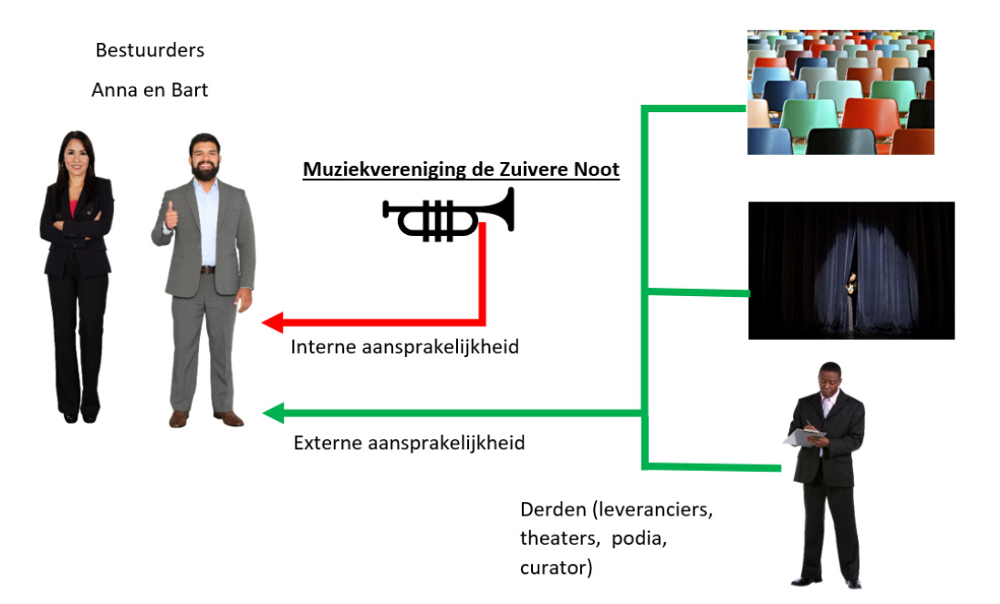 Bestuurders
Anna en Bart
Muziekvereniging de Zuivere Noot
Interne aansprakelijkheid
Externe aansprakelijkheid
Derden (leveranciers,
theaters,  podia,
curator)